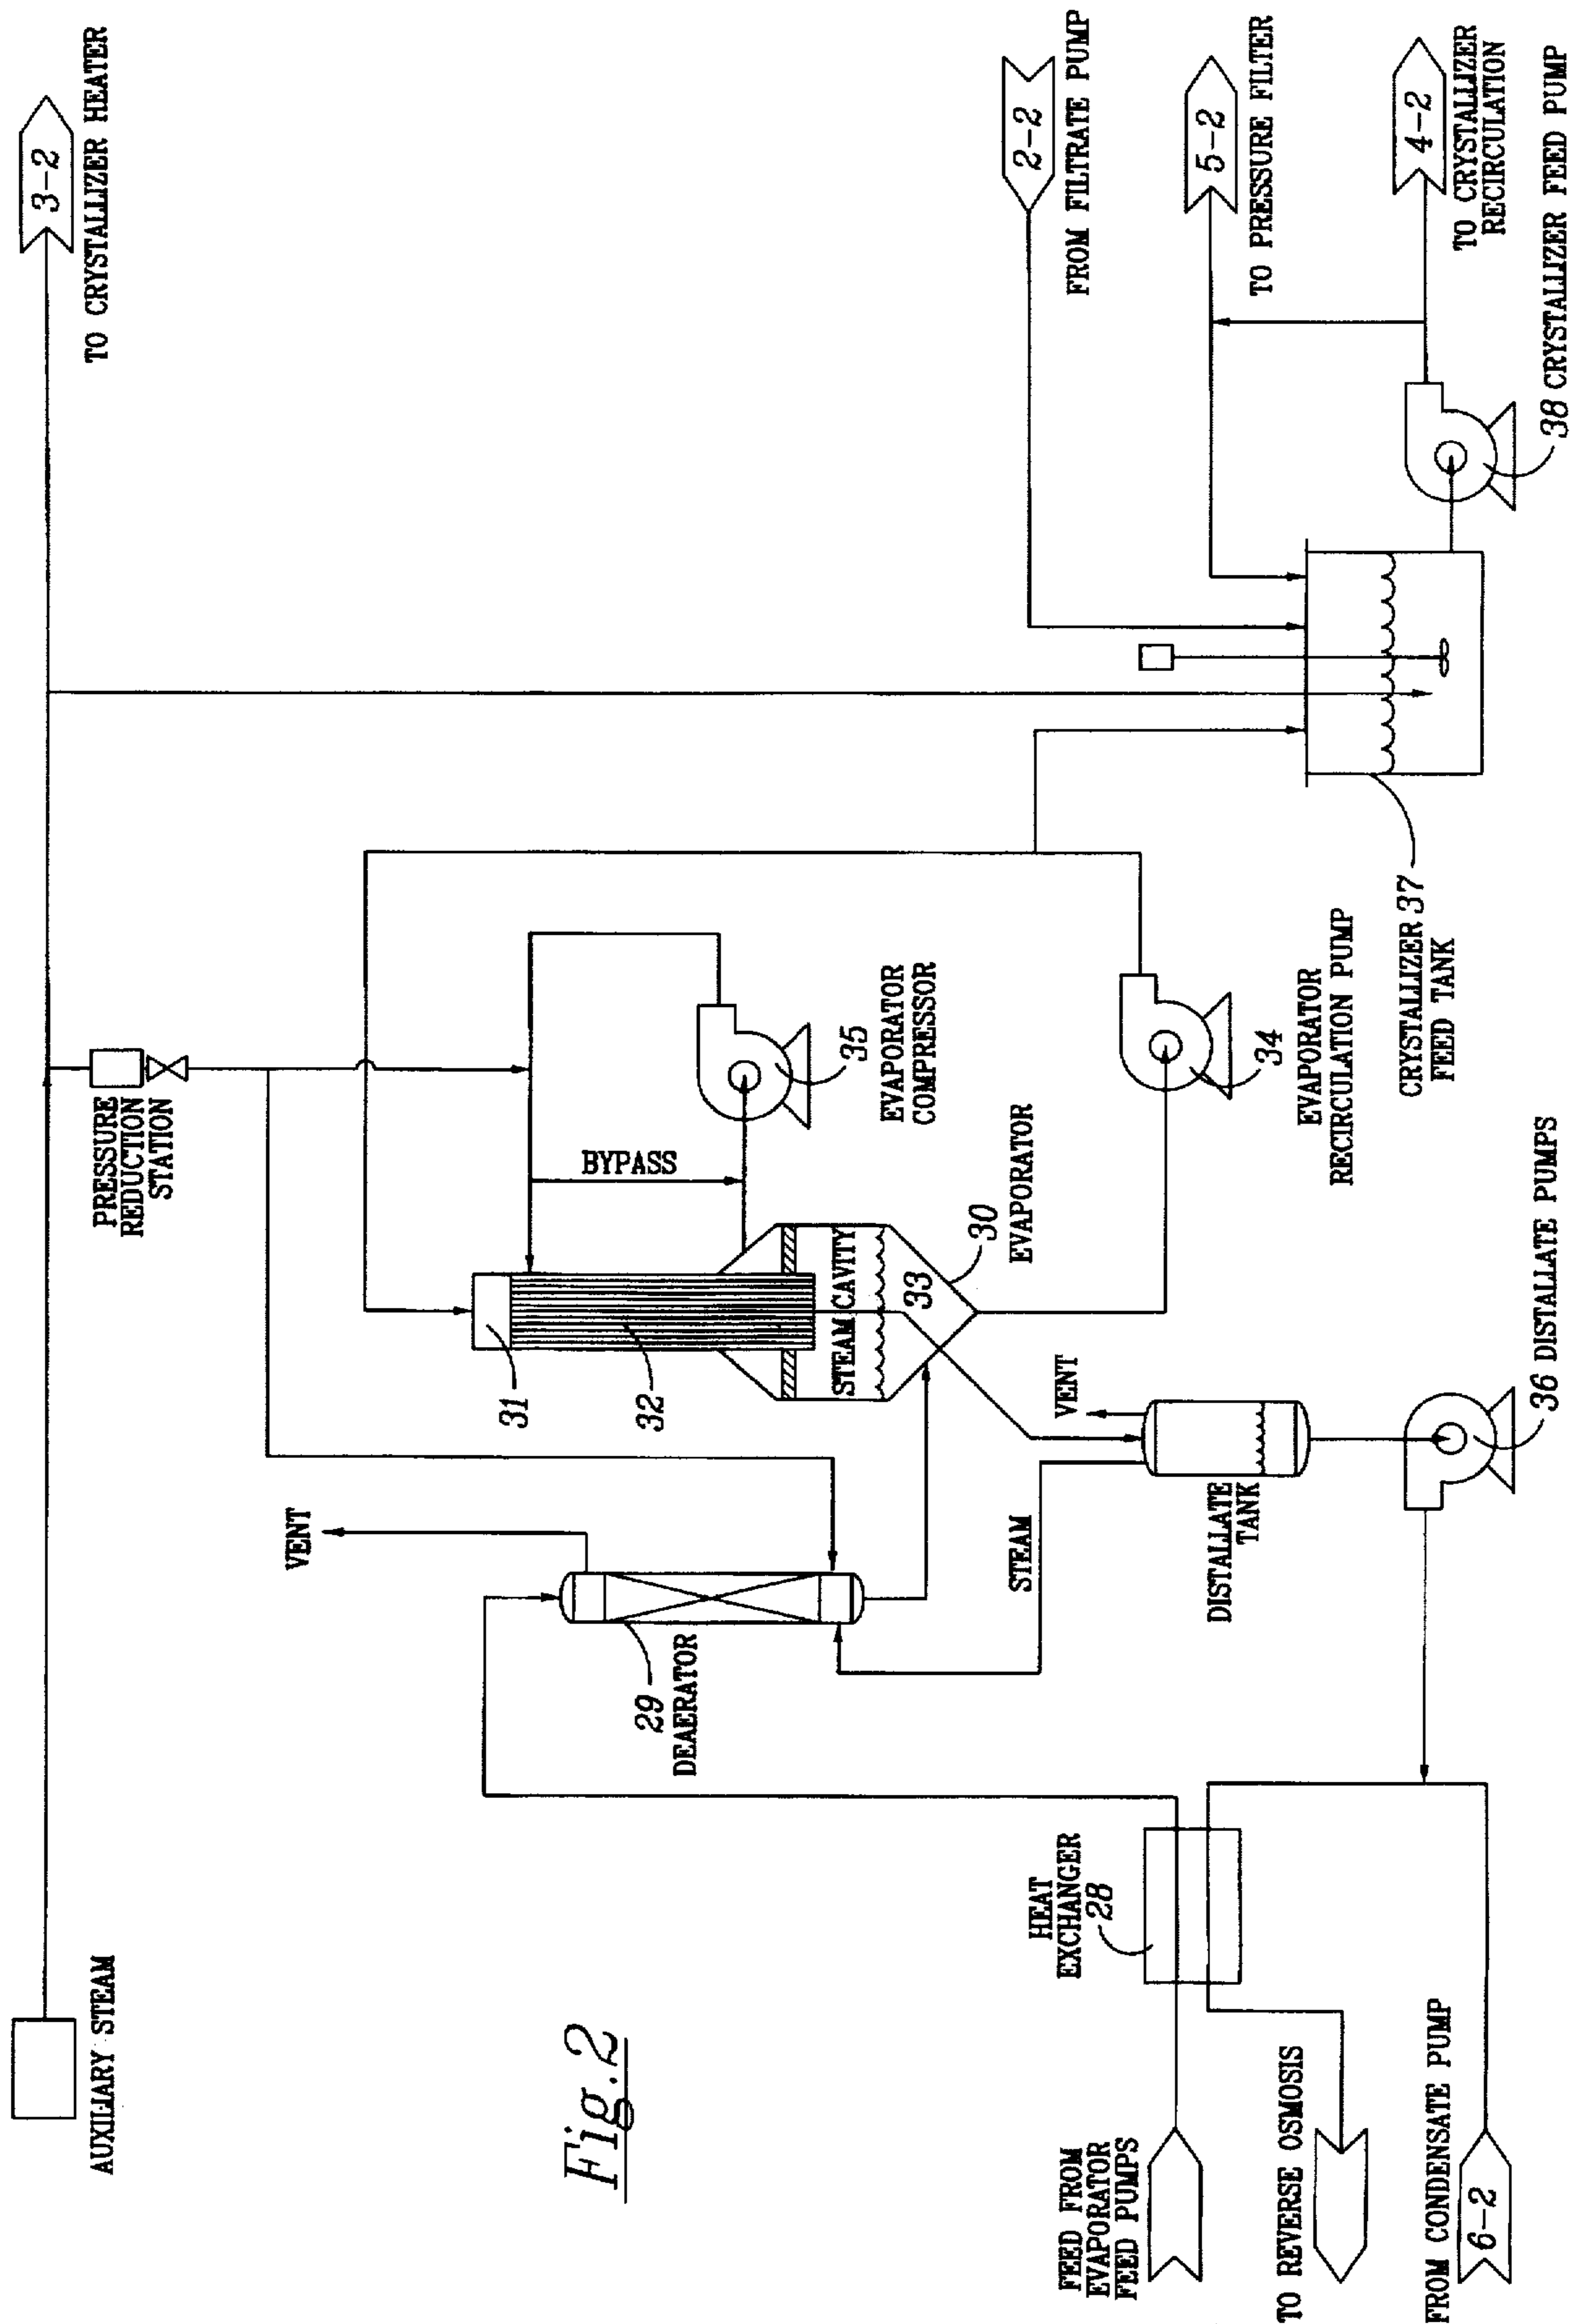 AUXILIARY STEAM
3-2
TO CRYSTALLIZER HEATER
PRESSURE
REDUCTION
STATION
VENT
29
DEAERATOR
31
32
BYPASS
35
EVAPORATOR
COMPRESSOR
STEAM CAVITY
33
30
EVAPORATOR
34
EVAPORATOR
RECIRCULATION PUMP
STEAM
VENT
DISTALLATE
TANK
36 DISTALLATE PUMPS
HEAT
EXCHANGER
28
FEED FROM
EVAPORATOR
FEED PUMPS
TO REVERSE OSMOSIS
FROM CONDENSATE PUMP
6-2
CRYSTALLIZER 37
FEED TANK
2-2
FROM FILTRATE PUMP
5-2
TO PRESSURE FILTER
4-2
TO CRYSTALLIZER
RECIRCULATION
38 CRYSTALLIZER FEED PUMP
Fig.2